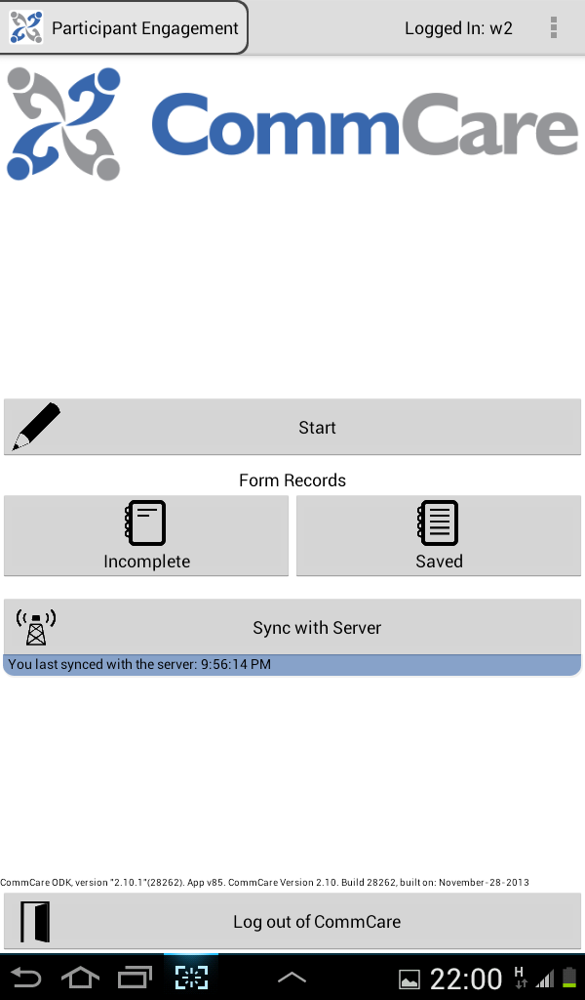 Participant Engagement
Logged In: w2
CommCare
Start
Form Records
Incomplete
Saved
Sync with Server
You last synced with the server: 9:56:14 PM
CommCare ODK, version "2.10.1"(28262). App v85. CommCare Version 2.10. Build 28262, built on: November-28-2013
Log out of CommCare
22:00
H